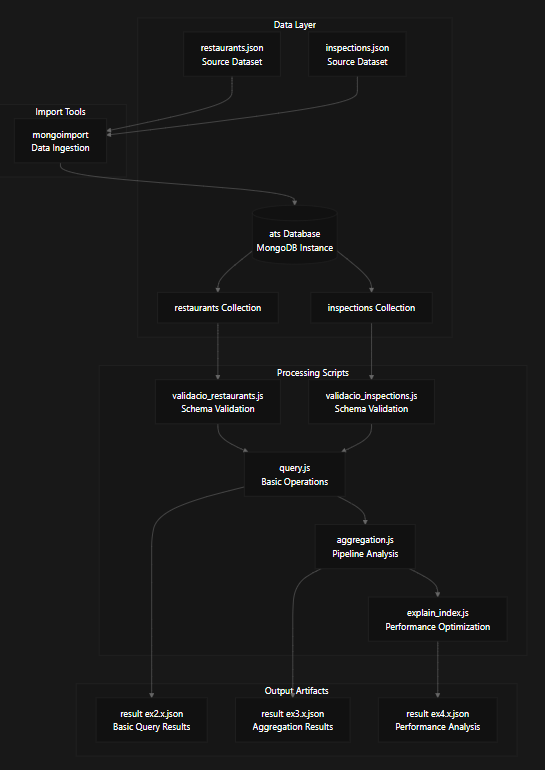 Data Layer
restaurants.json
Source Dataset
inspections.json
Source Dataset
Import Tools
mongoimport
Data Ingestion
ats Database
MongoDB Instance
restaurants Collection
inspections Collection
Processing Scripts
validacio_restaurants.js
Schema Validation
validacio_inspections.js
Schema Validation
query.js
Basic Operations
aggregation.js
Pipeline Analysis
explain_index.js
Performance Optimization
Output Artifacts
result ex2.x.json
Basic Query Results
result ex3.x.json
Aggregation Results
result ex4.x.json
Performance Analysis